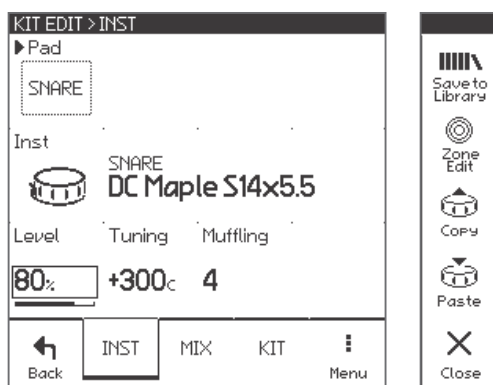 KIT EDIT > INST
Pad
SNARE
Inst
SNARE
DC Maple S14x5.5
Level Tuning Muffling
80% +300c 4
Back INST MIX KIT Menu
Save to
Library
Zone
Edit
Copy
Paste
Close